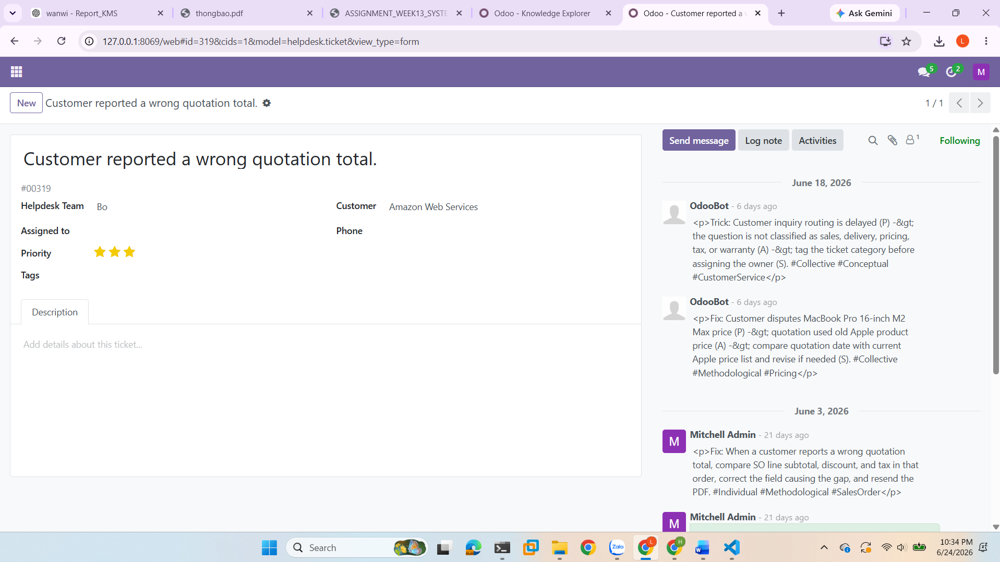 wanwi - Report_KMS
thongbao.pdf
ASSIGNMENT_WEEK13_SYSTE
Odoo - Knowledge Explorer
Odoo - Customer reported a
Ask Gemini
127.0.0.1:8069/web#id=319&cids=1&model=helpdesk.ticket&view_type=form
L
5
2
M
New
Customer reported a wrong quotation total.
1 / 1
Customer reported a wrong quotation total.
#00319
Helpdesk Team
Bo
Customer
Amazon Web Services
Assigned to
Phone
Priority
Tags
Description
Add details about this ticket...
Send message
Log note
Activities
1
Following
June 18, 2026
OdooBot - 6 days ago
<p>Trick: Customer inquiry routing is delayed (P) -&gt;
the question is not classified as sales, delivery, pricing,
tax, or warranty (A) -&gt; tag the ticket category before
assigning the owner (S). #Collective #Conceptual
#CustomerService</p>
OdooBot - 6 days ago
<p>Fix: Customer disputes MacBook Pro 16-inch M2
Max price (P) -&gt; quotation used old Apple product
price (A) -&gt; compare quotation date with current
Apple price list and revise if needed (S). #Collective
#Methodological #Pricing</p>
June 3, 2026
M
Mitchell Admin - 21 days ago
<p>Fix: When a customer reports a wrong quotation
total, compare SO line subtotal, discount, and tax in that
order, correct the field causing the gap, and resend the
PDF. #Individual #Methodological #SalesOrder</p>
M
Mitchell Admin - 21 days ago
Search
Zalo
L
H
W
10:34 PM
6/24/2026